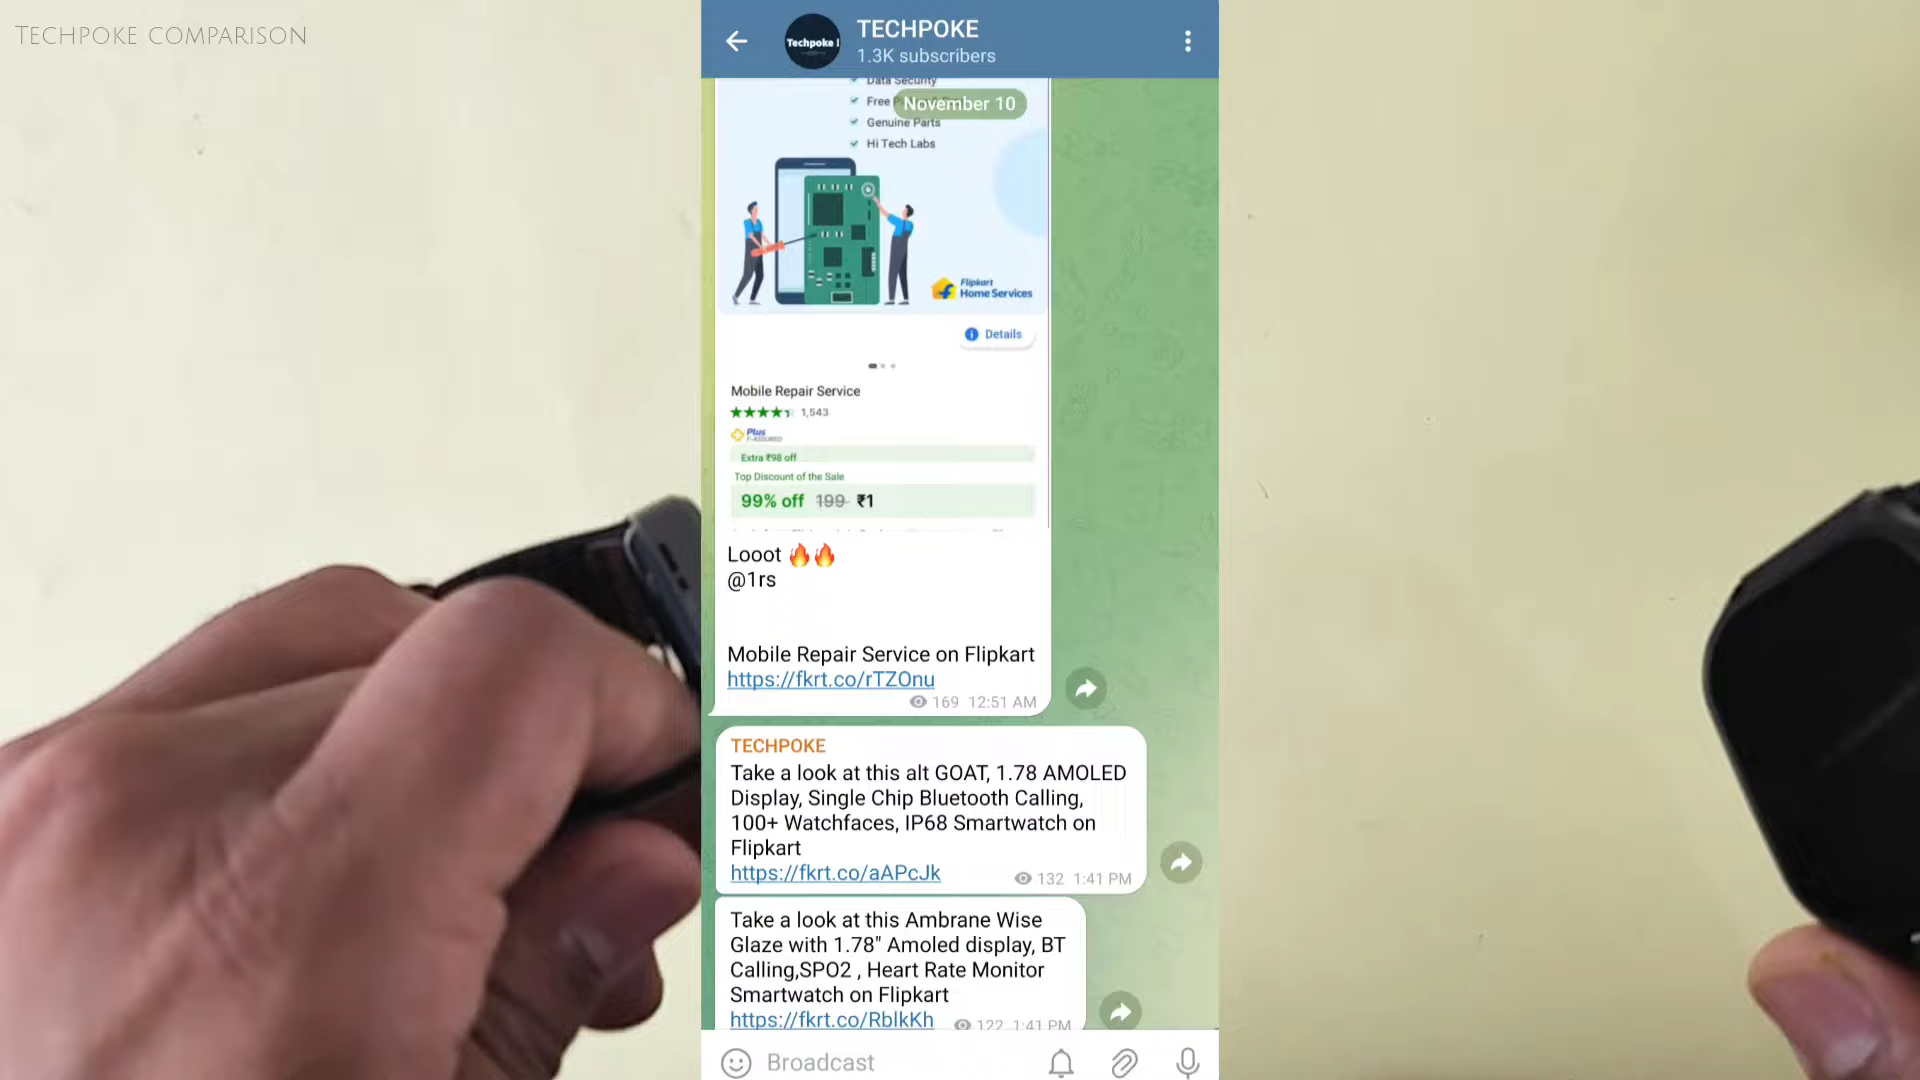 TECHPOKE COMPARISON
Techpoke !
TECHPOKE
1.3K subscribers
Data Security
November 10
Free P
Genuine Parts
Hi Tech Labs
Flipkart
Home Services
Details
Mobile Repair Service
1,543
Plus
Extra ₹98 off
Top Discount of the Sale
99% off 199 ₹1
Looot 🔥🔥
@1rs
Mobile Repair Service on Flipkart
https://fkrt.co/rTZOnu
169 12:51 AM
TECHPOKE
Take a look at this alt GOAT, 1.78 AMOLED
Display, Single Chip Bluetooth Calling,
100+ Watchfaces, IP68 Smartwatch on
Flipkart
https://fkrt.co/aAPcJk
132 1:41 PM
Take a look at this Ambrane Wise
Glaze with 1.78" Amoled display, BT
Calling,SPO2 , Heart Rate Monitor
Smartwatch on Flipkart
https://fkrt.co/RblkKh
122 1:41 PM
Broadcast